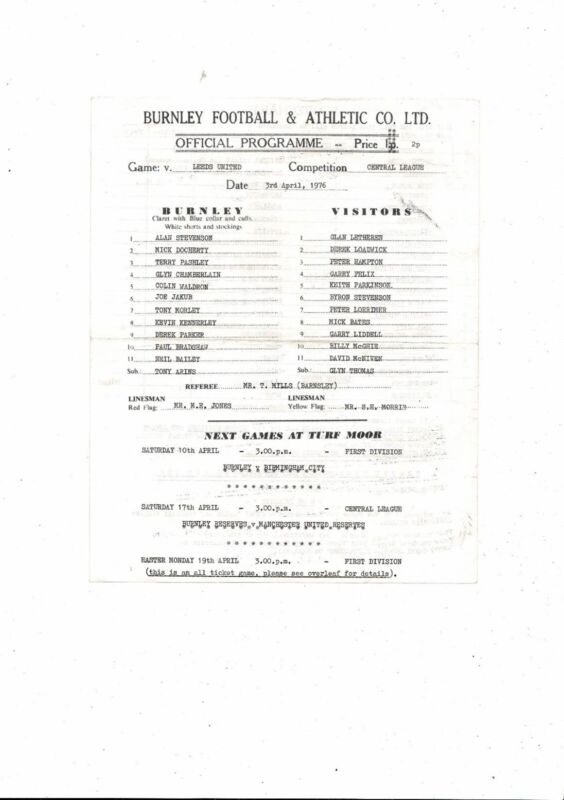 BURNLEY FOOTBALL & ATHLETIC CO. LTD.
OFFICIAL PROGRAMME -- Price 1p. 2p
Game: v. LEEDS UNITED Competition CENTRAL LEAGUE
Date 3rd April, 1976
BURNLEY
Claret with Blue collar and cuffs
White shorts and stockings
1 ALAN STEVENSON
2 MICK DOCHERTY
3 TERRY PASHLEY
4 GLYN CHAMBERLAIN
5 COLIN WALDRON
6 JOE JAKUB
7 TONY MORLEY
8 KEVIN KENNERLEY
9 DEREK PARKER
10 PAUL BRADSHAW
11 NEIL BAILEY
Sub. TONY ARINS
VISITORS
1 GLAN LETHEREN
2 DEREK LOADWICK
3 PETER HAMPTON
4 GARRY FELIX
5 KEITH PARKINSON
6 BYRON STEVENSON
7 PETER LORRIMER
8 MICK BATES
9 GARRY LIDDELL
10 BILLY McGHIE
11 DAVID McNIVEN
Sub. GLYN THOMAS
REFEREE MR. T. MILLS (BARNSLEY)
LINESMAN
Red Flag: MR. M.H. JONES
LINESMAN
Yellow Flag: MR. S.H. MORRIS
NEXT GAMES AT TURF MOOR
SATURDAY 10th APRIL - 3.00.p.m. - FIRST DIVISION
BURNLEY v BIRMINGHAM CITY
* * * * * * * * * * * *
SATURDAY 17th APRIL - 3.00.p.m. - CENTRAL LEAGUE
BURNLEY RESERVES v MANCHESTER UNITED RESERVES
* * * * * * * * * * * *
EASTER MONDAY 19th APRIL 3.00.p.m. - FIRST DIVISION
(this is an all ticket game, please see overleaf for details).